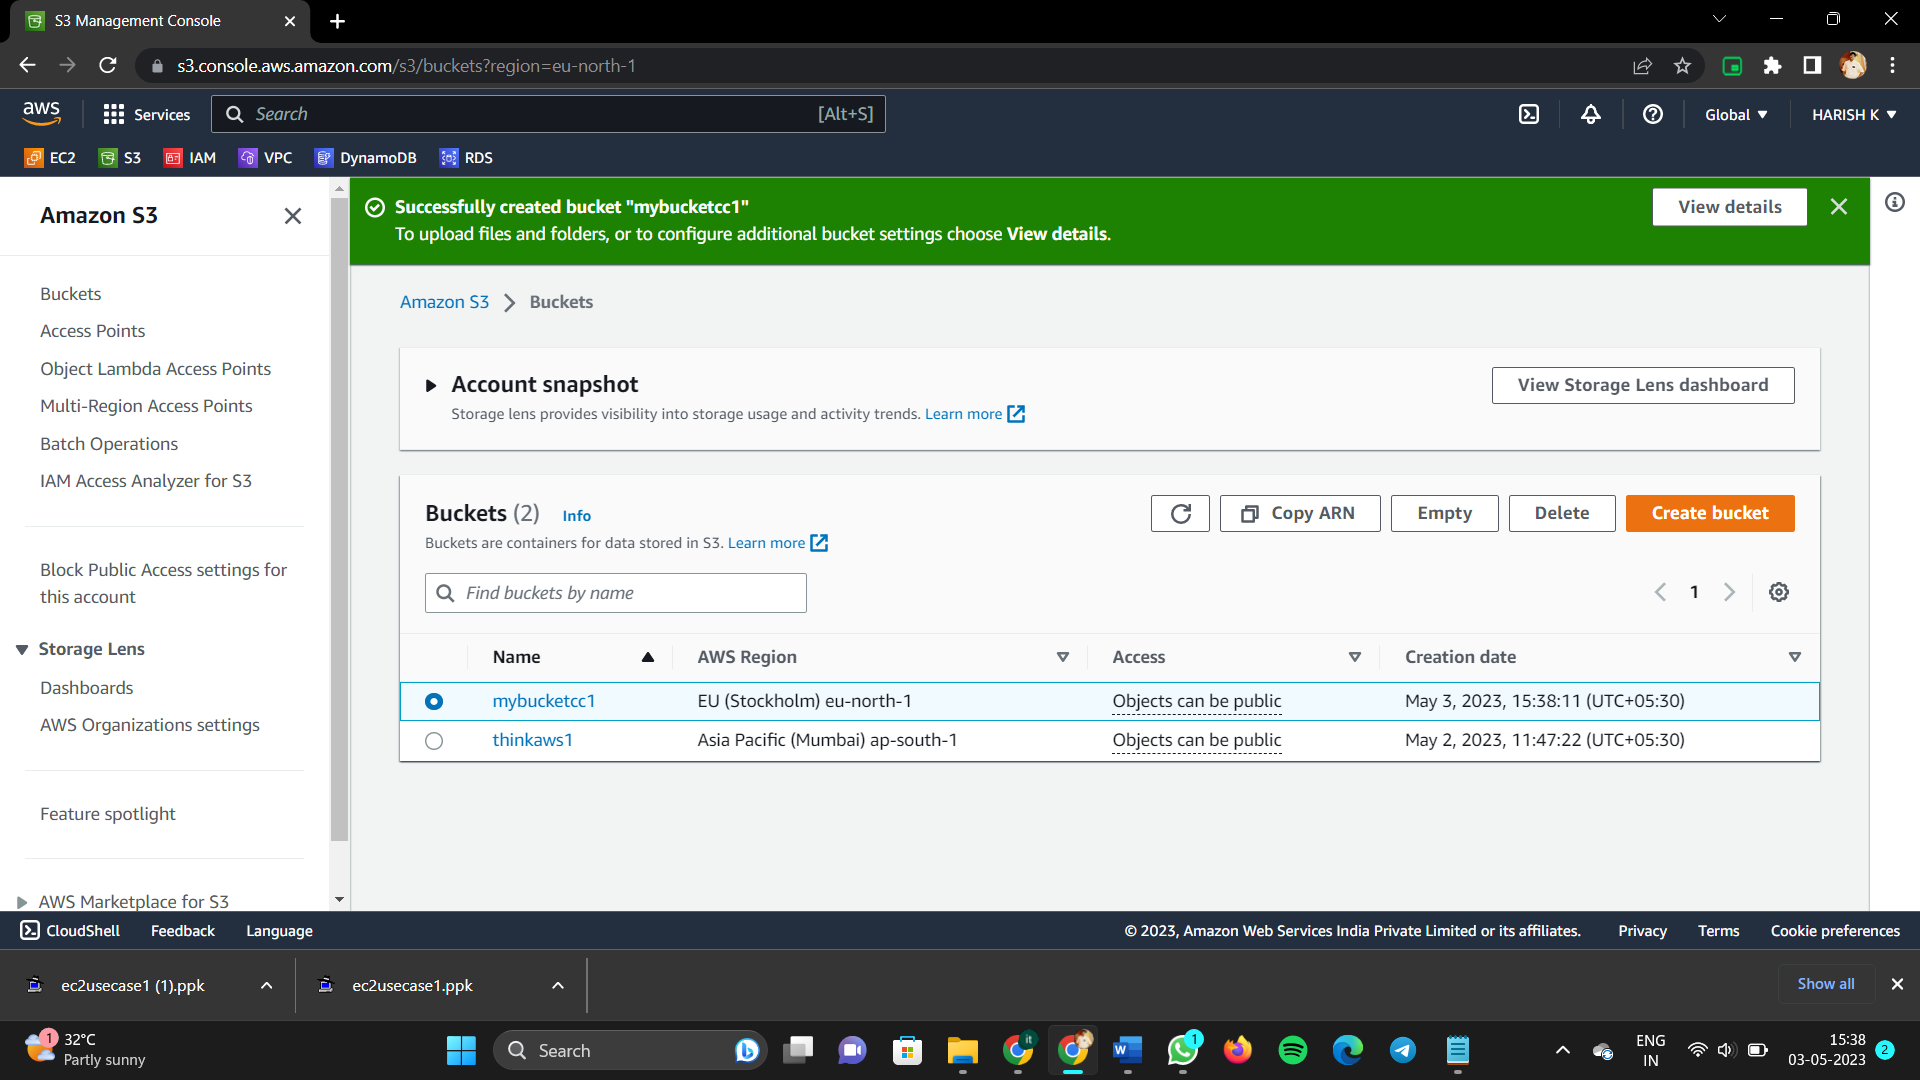 S3 Management Console
s3.console.aws.amazon.com/s3/buckets?region=eu-north-1
aws
Services
Search
[Alt+S]
Global
HARISH K
EC2
S3
IAM
VPC
DynamoDB
RDS
Amazon S3
Buckets
Access Points
Object Lambda Access Points
Multi-Region Access Points
Batch Operations
IAM Access Analyzer for S3
Block Public Access settings for
this account
Storage Lens
Dashboards
AWS Organizations settings
Feature spotlight
AWS Marketplace for S3
Successfully created bucket "mybucketcc1"
To upload files and folders, or to configure additional bucket settings choose View details.
View details
Amazon S3
Buckets
Account snapshot
Storage lens provides visibility into storage usage and activity trends. Learn more
View Storage Lens dashboard
Buckets (2) Info
Buckets are containers for data stored in S3. Learn more
Copy ARN
Empty
Delete
Create bucket
Find buckets by name
1
Name AWS Region Access Creation date
mybucketcc1 EU (Stockholm) eu-north-1 Objects can be public May 3, 2023, 15:38:11 (UTC+05:30)
thinkaws1 Asia Pacific (Mumbai) ap-south-1 Objects can be public May 2, 2023, 11:47:22 (UTC+05:30)
CloudShell
Feedback
Language
© 2023, Amazon Web Services India Private Limited or its affiliates.
Privacy
Terms
Cookie preferences
ec2usecase1 (1).ppk
ec2usecase1.ppk
Show all
1
32°C
Partly sunny
Search
it
W
1
ENG
IN
15:38
03-05-2023
2